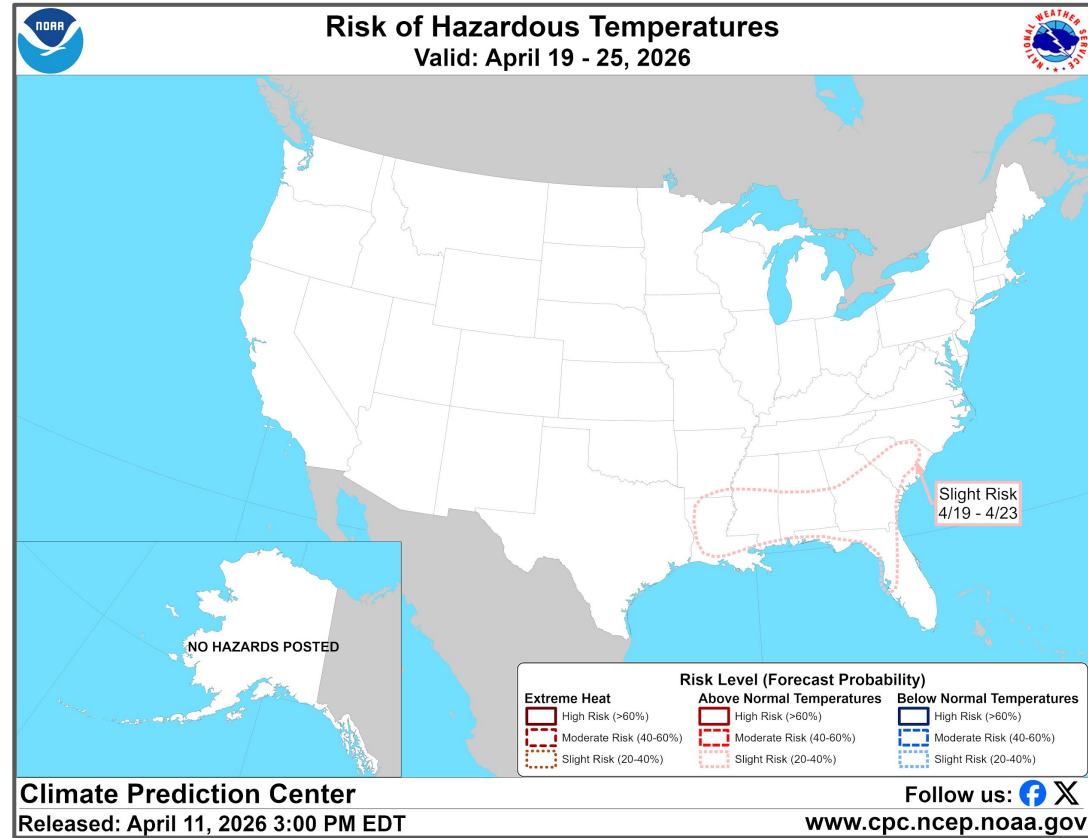 NOAA
Risk of Hazardous Temperatures
Valid: April 19 - 25, 2026
NATIONAL WEATHER SERVICE
Slight Risk
4/19 - 4/23
NO HAZARDS POSTED
Risk Level (Forecast Probability)
Extreme Heat
High Risk (>60%)
Moderate Risk (40-60%)
Slight Risk (20-40%)
Above Normal Temperatures
High Risk (>60%)
Moderate Risk (40-60%)
Slight Risk (20-40%)
Below Normal Temperatures
High Risk (>60%)
Moderate Risk (40-60%)
Slight Risk (20-40%)
Climate Prediction Center
Follow us:
Released: April 11, 2026 3:00 PM EDT
www.cpc.ncep.noaa.gov